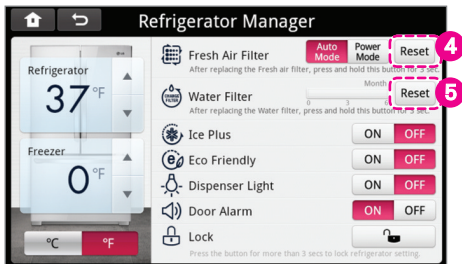 Refrigerator Manager
Refrigerator
37 °F
Freezer
0 °F
°C °F
Fresh Air Filter Auto Mode Power Mode Reset 4
After replacing the Fresh air filter, press and hold this button for 3 sec.
Month
CHANGE FILTER Water Filter Reset 5
0 3
After replacing the Water filter, press and hold this button for 3 sec.
Ice Plus ON OFF
Eco Friendly ON OFF
Dispenser Light ON OFF
Door Alarm ON OFF
Lock
Press the button for more than 3 secs to lock refrigerator setting.